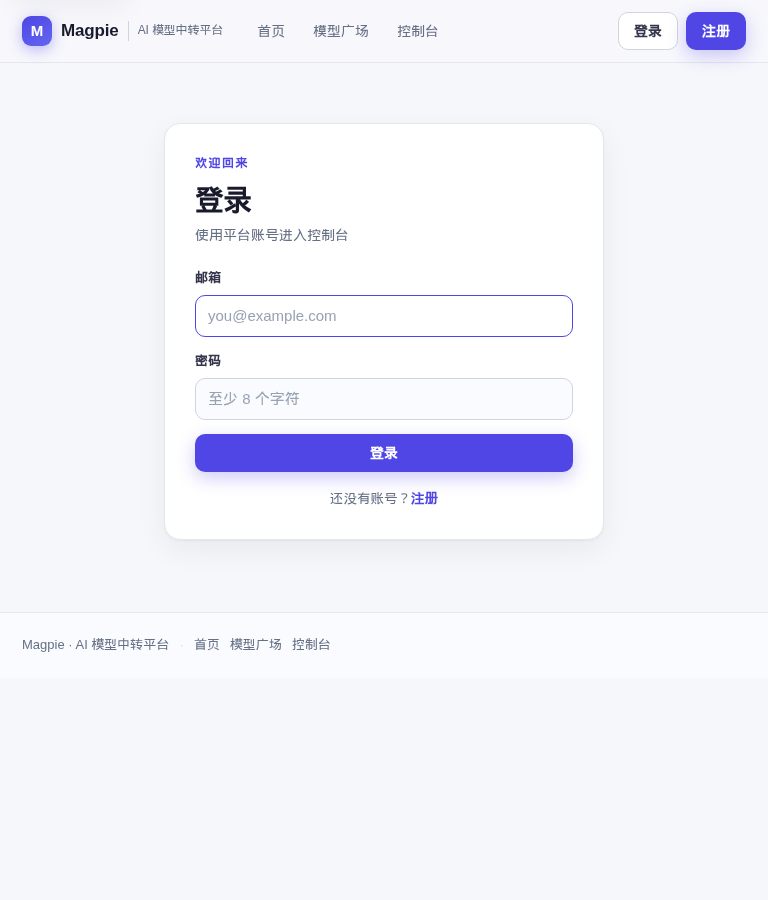 M Magpie AI 模型中转平台 首页 模型广场 控制台 登录 注册
欢迎回来
登录
使用平台账号进入控制台
邮箱
you@example.com
密码
至少 8 个字符
登录
还没有账号？注册
Magpie · AI 模型中转平台 · 首页 模型广场 控制台